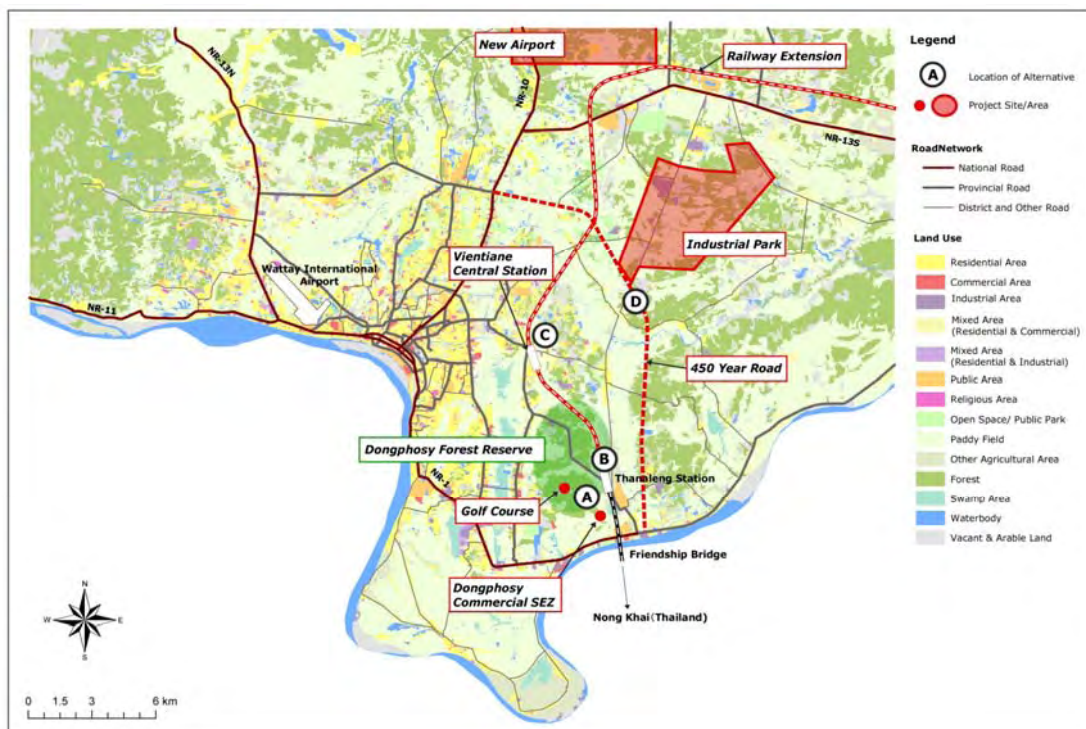 New Airport
Railway Extension
NR-13N
NR-10
NR-13S
Vientiane
Central Station
Industrial Park
Wattay International
Airport
NR-11
D
C
450 Year Road
Dongphosy Forest Reserve
B
Thanaleng Station
NR-1
A
Golf Course
Friendship Bridge
Dongphosy
Commercial SEZ
Nong Khai(Thailand)
N
W
E
S
0 1.5 3 6 km
Legend
A
Location of Alternative
Project Site/Area
RoadNetwork
National Road
Provincial Road
District and Other Road
Land Use
Residential Area
Commercial Area
Industrial Area
Mixed Area
(Residential & Commercial)
Mixed Area
(Residential & Industrial)
Public Area
Religious Area
Open Space/ Public Park
Paddy Field
Other Agricultural Area
Forest
Swamp Area
Waterbody
Vacant & Arable Land